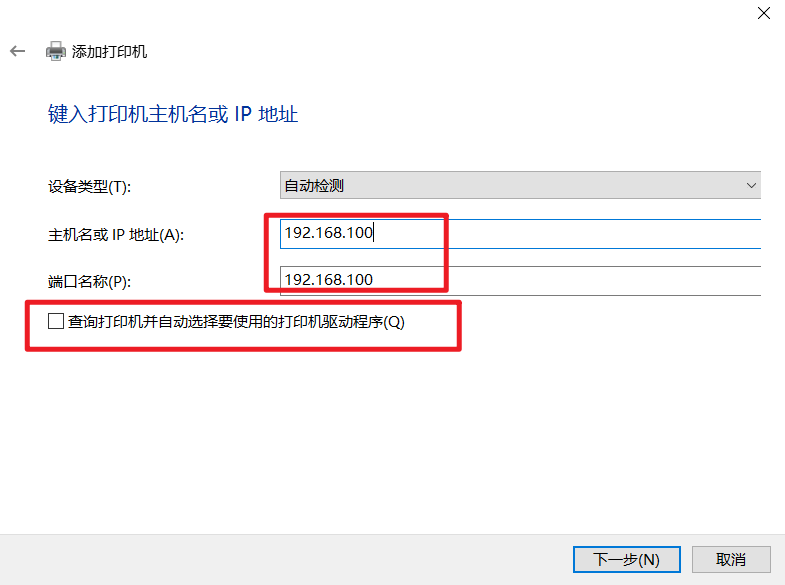 添加打印机
键入打印机主机名或 IP 地址
设备类型(T): 自动检测
主机名或 IP 地址(A): 192.168.100
端口名称(P): 192.168.100
查询打印机并自动选择要使用的打印机驱动程序(Q)
下一步(N) 取消